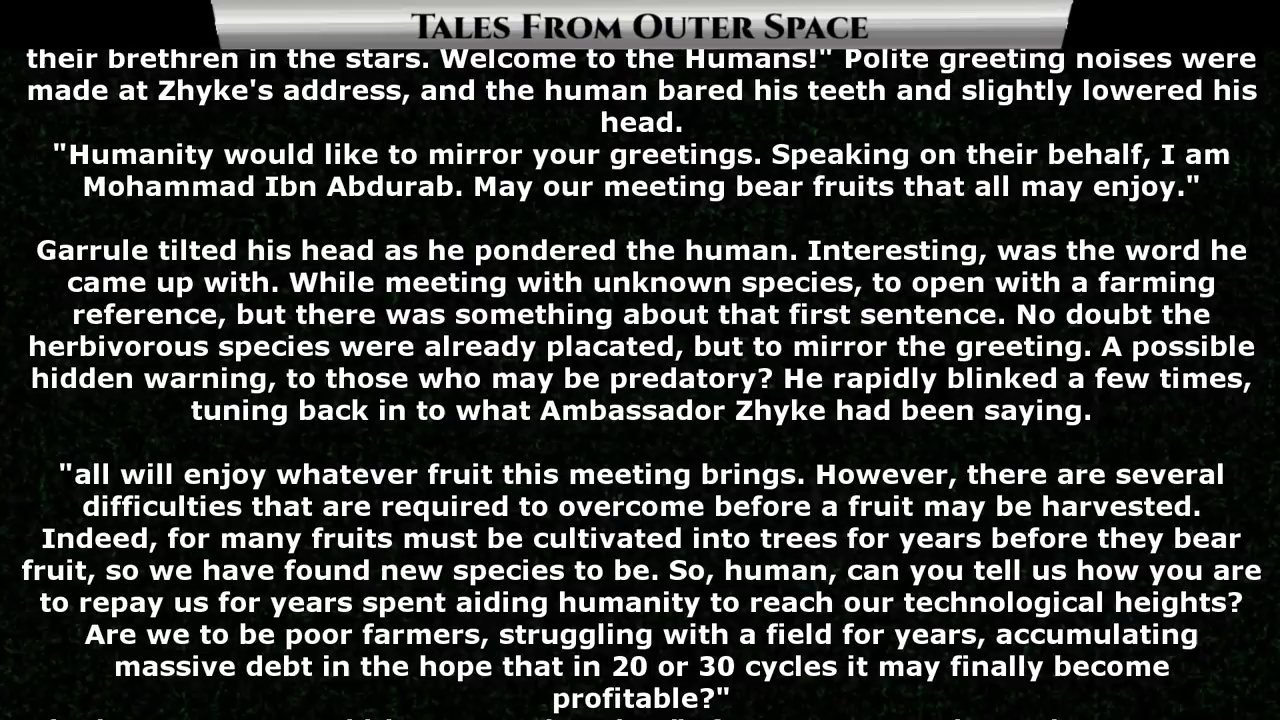 Tales From Outer Space
their brethren in the stars. Welcome to the Humans!" Polite greeting noises were
made at Zhyke's address, and the human bared his teeth and slightly lowered his
head.
"Humanity would like to mirror your greetings. Speaking on their behalf, I am
Mohammad Ibn Abdurab. May our meeting bear fruits that all may enjoy."
Garrule tilted his head as he pondered the human. Interesting, was the word he
came up with. While meeting with unknown species, to open with a farming
reference, but there was something about that first sentence. No doubt the
herbivorous species were already placated, but to mirror the greeting. A possible
hidden warning, to those who may be predatory? He rapidly blinked a few times,
tuning back in to what Ambassador Zhyke had been saying.
"all will enjoy whatever fruit this meeting brings. However, there are several
difficulties that are required to overcome before a fruit may be harvested.
Indeed, for many fruits must be cultivated into trees for years before they bear
fruit, so we have found new species to be. So, human, can you tell us how you are
to repay us for years spent aiding humanity to reach our technological heights?
Are we to be poor farmers, struggling with a field for years, accumulating
massive debt in the hope that in 20 or 30 cycles it may finally become
profitable?"